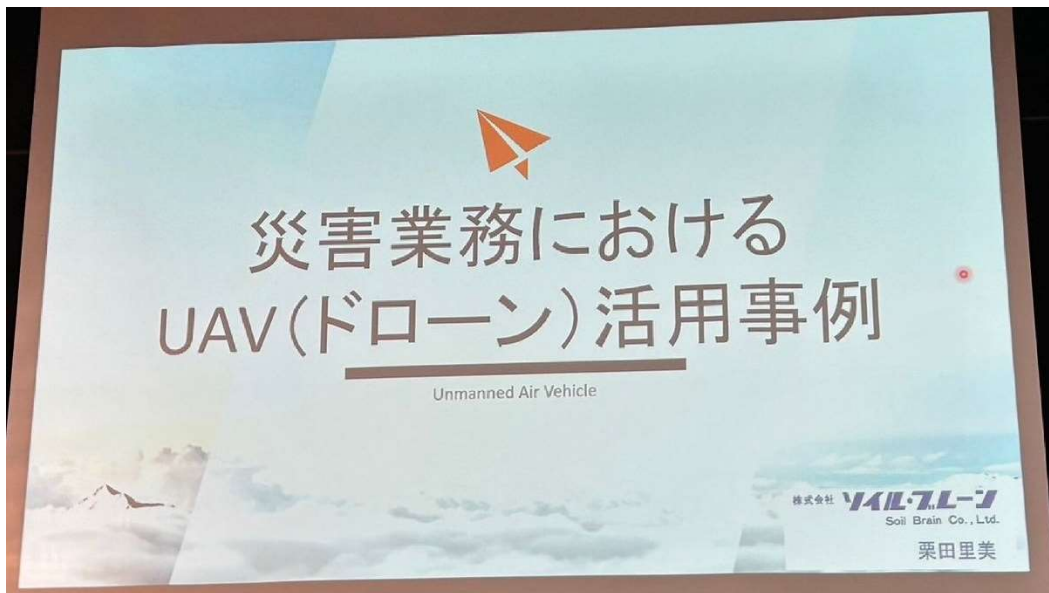 災害業務における
UAV(ドローン)活用事例
Unmanned Air Vehicle
株式会社 ソイル・ブレーン
Soil Brain Co., Ltd.
栗田里美